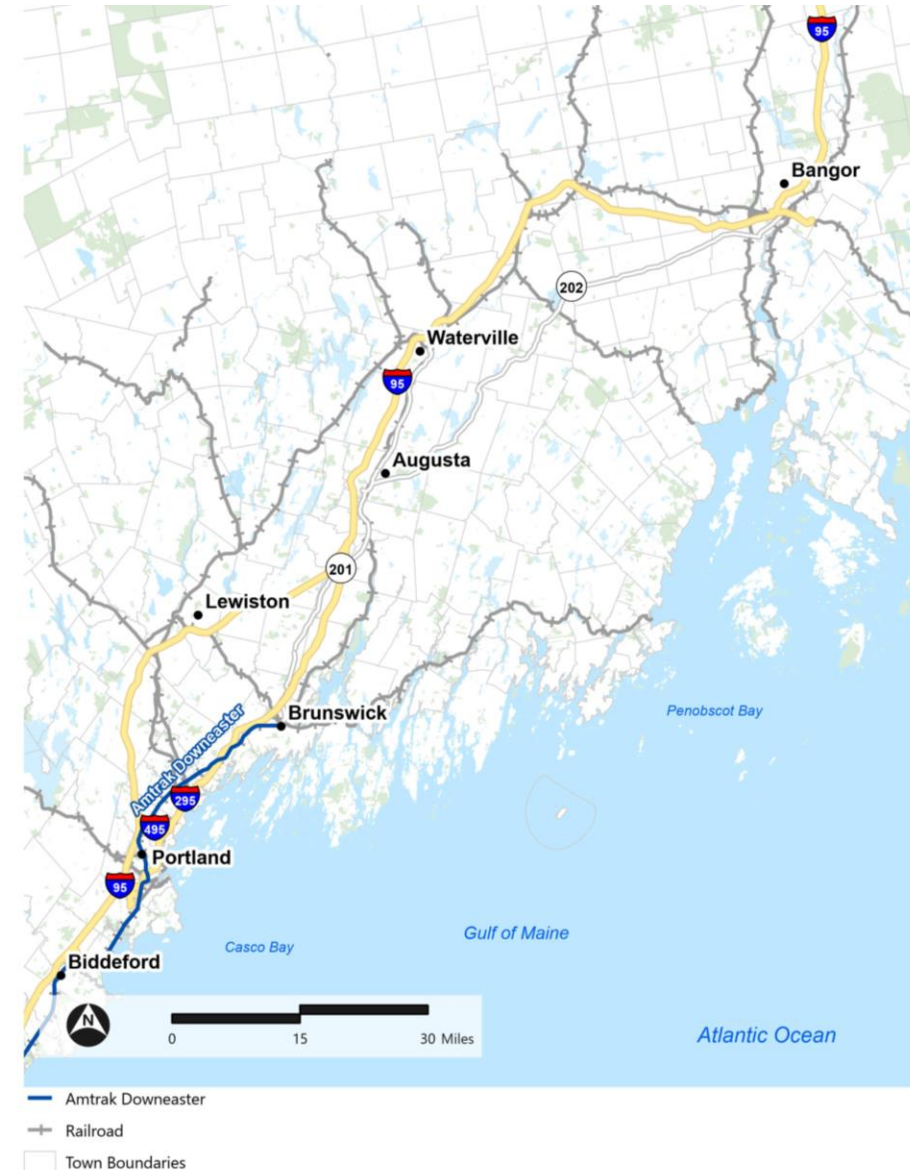 95
Bangor
202
Waterville
95
Augusta
201
Lewiston
Penobscot Bay
Brunswick
Amtrak Downeaster
295
495
Portland
95
Gulf of Maine
Casco Bay
Biddeford
N
0 15 30 Miles
Atlantic Ocean
Amtrak Downeaster
Railroad
Town Boundaries